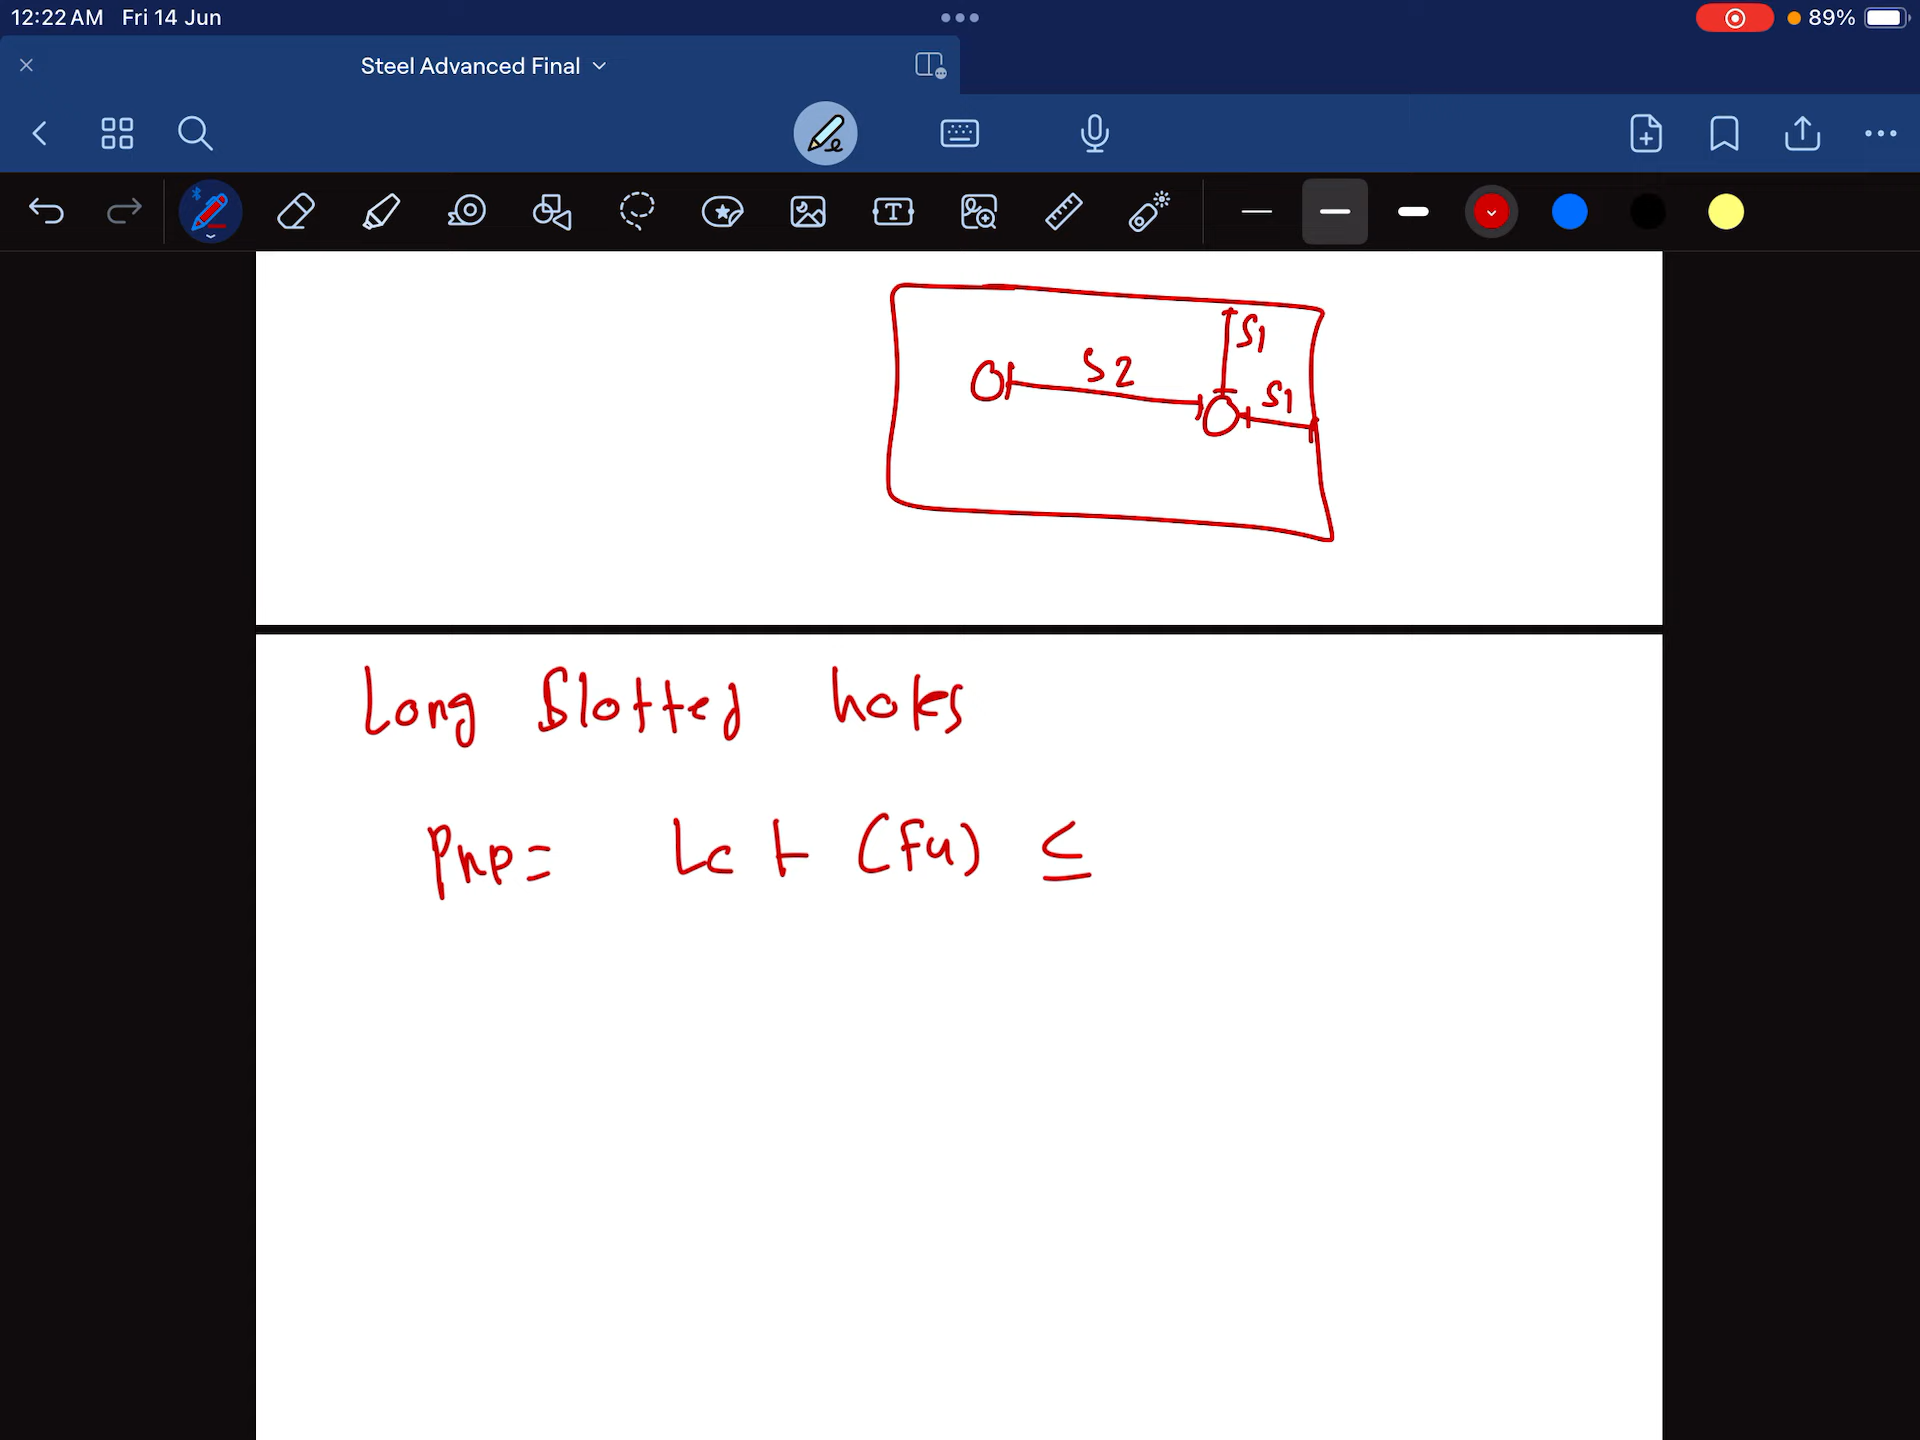 12:22 AM Fri 14 Jun
89%
Steel Advanced Final
S1
S2
S1
Long Slotted holes
Pnp = Lc t (Fu) ≤